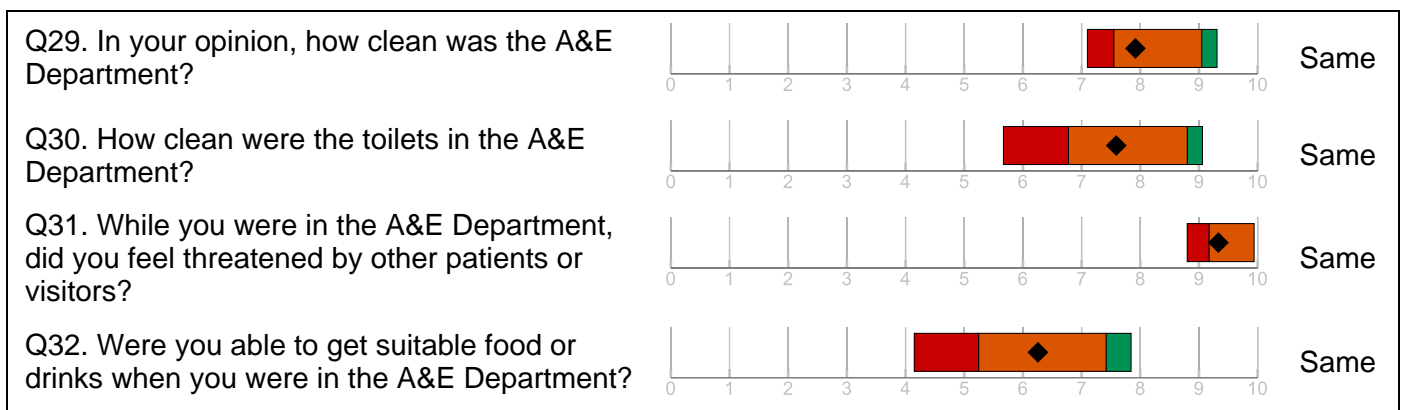 Q29. In your opinion, how clean was the A&E
Department?
Same
0 1 2 3 4 5 6 7 8 9 10
Q30. How clean were the toilets in the A&E
Department?
Same
0 1 2 3 4 5 6 7 8 9 10
Q31. While you were in the A&E Department,
did you feel threatened by other patients or
visitors?
Same
0 1 2 3 4 5 6 7 8 9 10
Q32. Were you able to get suitable food or
drinks when you were in the A&E Department?
Same
0 1 2 3 4 5 6 7 8 9 10